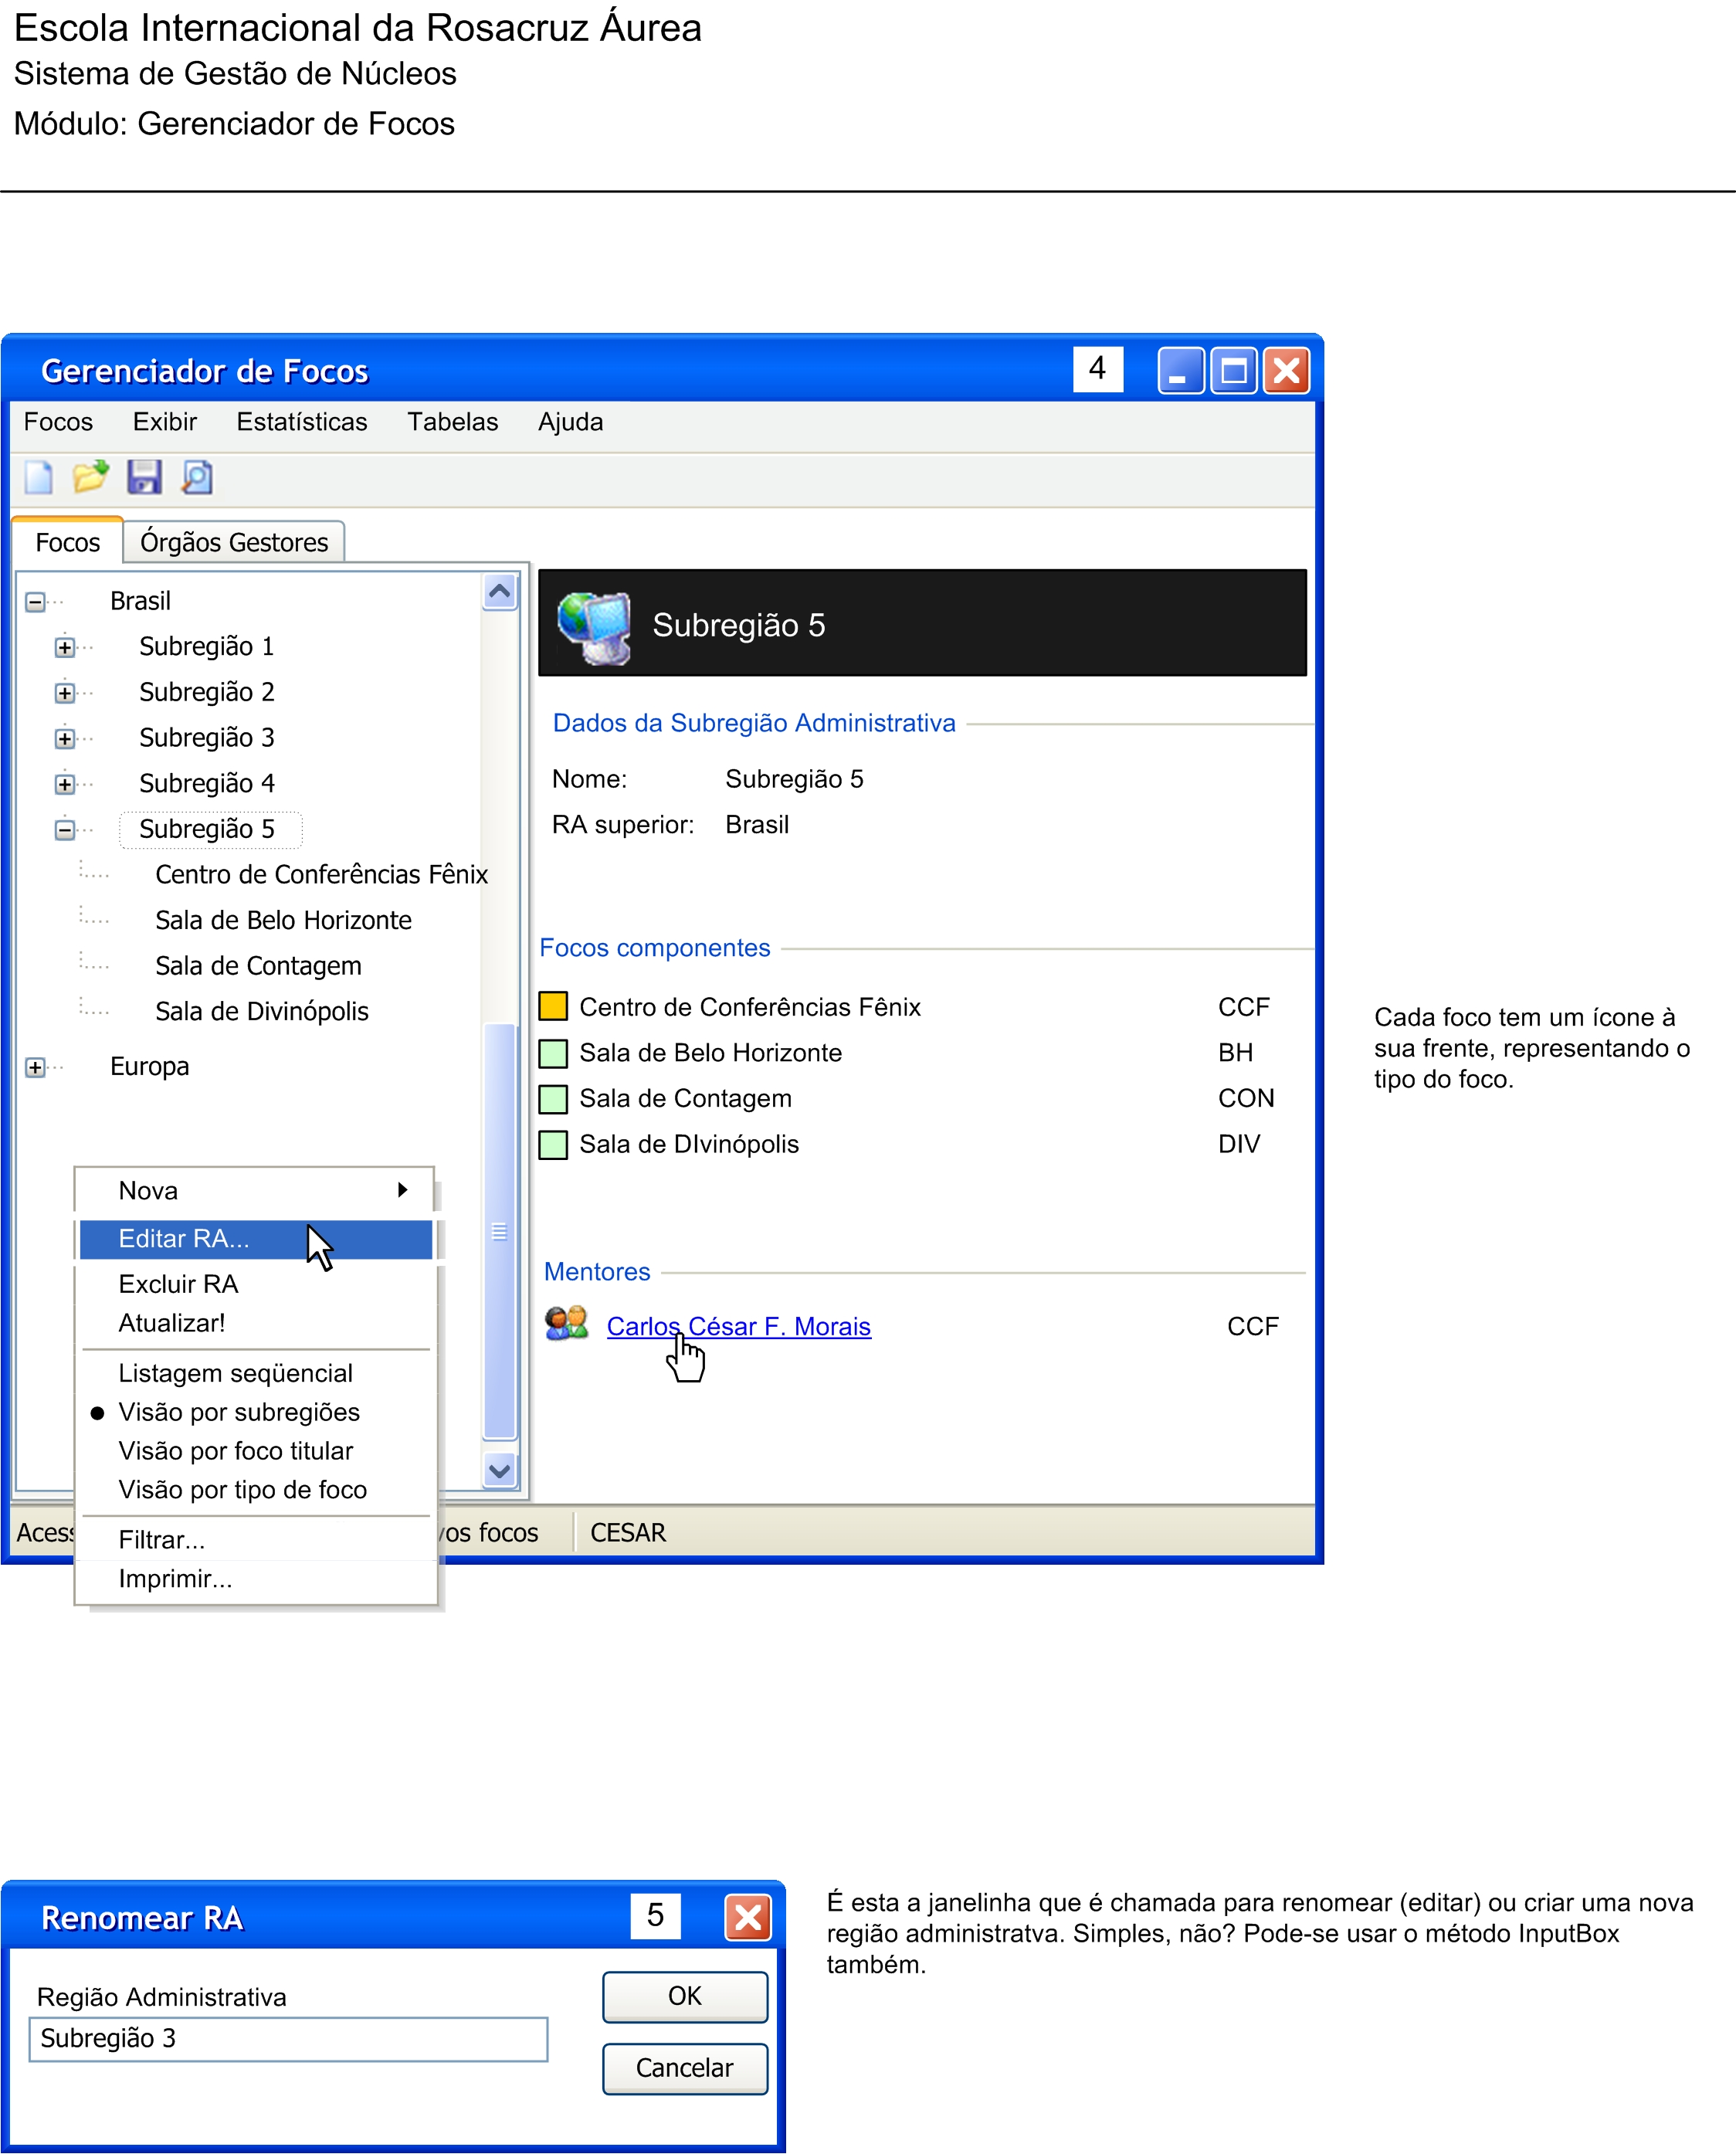 Escola Internacional da Rosacruz Áurea
Sistema de Gestão de Núcleos
Módulo: Gerenciador de Focos
Gerenciador de Focos
4
Focos Exibir Estatísticas Tabelas Ajuda
Focos Órgãos Gestores
Brasil
Subregião 1
Subregião 2
Subregião 3
Subregião 4
Subregião 5
Centro de Conferências Fênix
Sala de Belo Horizonte
Sala de Contagem
Sala de Divinópolis
Europa
Subregião 5
Dados da Subregião Administrativa
Nome: Subregião 5
RA superior: Brasil
Focos componentes
Centro de Conferências Fênix CCF
Sala de Belo Horizonte BH
Sala de Contagem CON
Sala de DIvinópolis DIV
Mentores
Carlos César F. Morais CCF
Cada foco tem um ícone à
sua frente, representando o
tipo do foco.
Nova
Editar RA...
Excluir RA
Atualizar!
Listagem seqüencial
Visão por subregiões
Visão por foco titular
Visão por tipo de foco
Filtrar...
Imprimir...
focos CESAR
Renomear RA
5
Região Administrativa
Subregião 3
OK
Cancelar
É esta a janelinha que é chamada para renomear (editar) ou criar uma nova
região administratva. Simples, não? Pode-se usar o método InputBox
também.